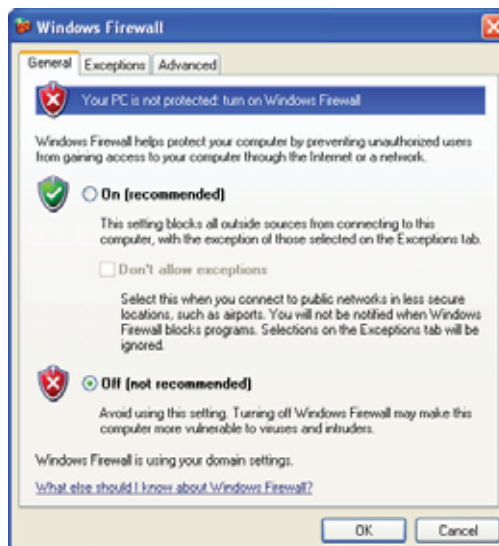 Windows Firewall
General Exceptions Advanced
Your PC is not protected: turn on Windows Firewall
Windows Firewall helps protect your computer by preventing unauthorized users
from gaining access to your computer through the Internet or a network.
On (recommended)
This setting blocks all outside sources from connecting to this
computer, with the exception of those selected on the Exceptions tab.
Don't allow exceptions
Select this when you connect to public networks in less secure
locations, such as airports. You will not be notified when Windows
Firewall blocks programs. Selections on the Exceptions tab will be
ignored.
Off (not recommended)
Avoid using this setting. Turning off Windows Firewall may make this
computer more vulnerable to viruses and intruders.
Windows Firewall is using your domain settings.
What else should I know about Windows Firewall?
OK Cancel